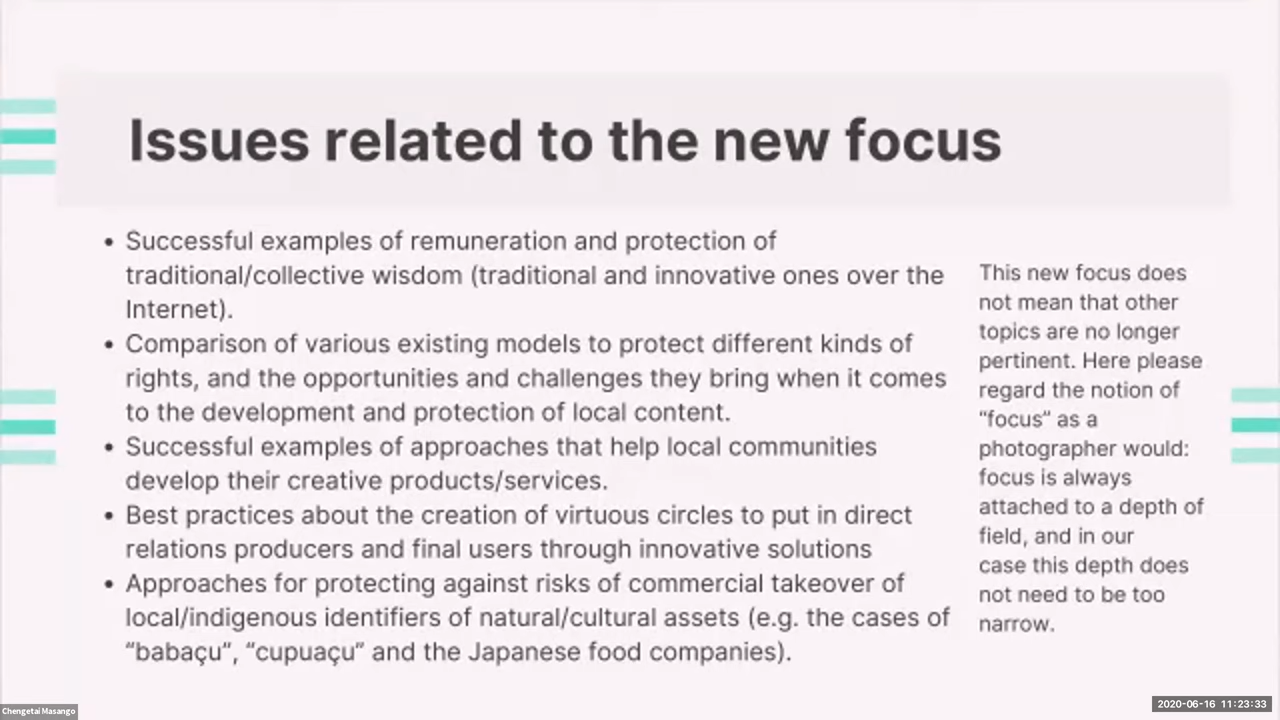 Issues related to the new focus
• Successful examples of remuneration and protection of
traditional/collective wisdom (traditional and innovative ones over the
Internet).
• Comparison of various existing models to protect different kinds of
rights, and the opportunities and challenges they bring when it comes
to the development and protection of local content.
• Successful examples of approaches that help local communities
develop their creative products/services.
• Best practices about the creation of virtuous circles to put in direct
relations producers and final users through innovative solutions
• Approaches for protecting against risks of commercial takeover of
local/indigenous identifiers of natural/cultural assets (e.g. the cases of
“babaçu”, “cupuaçu” and the Japanese food companies).
This new focus does
not mean that other
topics are no longer
pertinent. Here please
regard the notion of
“focus” as a
photographer would:
focus is always
attached to a depth of
field, and in our
case this depth does
not need to be too
narrow.
Chengetai Masango
2020-06-16 11:23:33